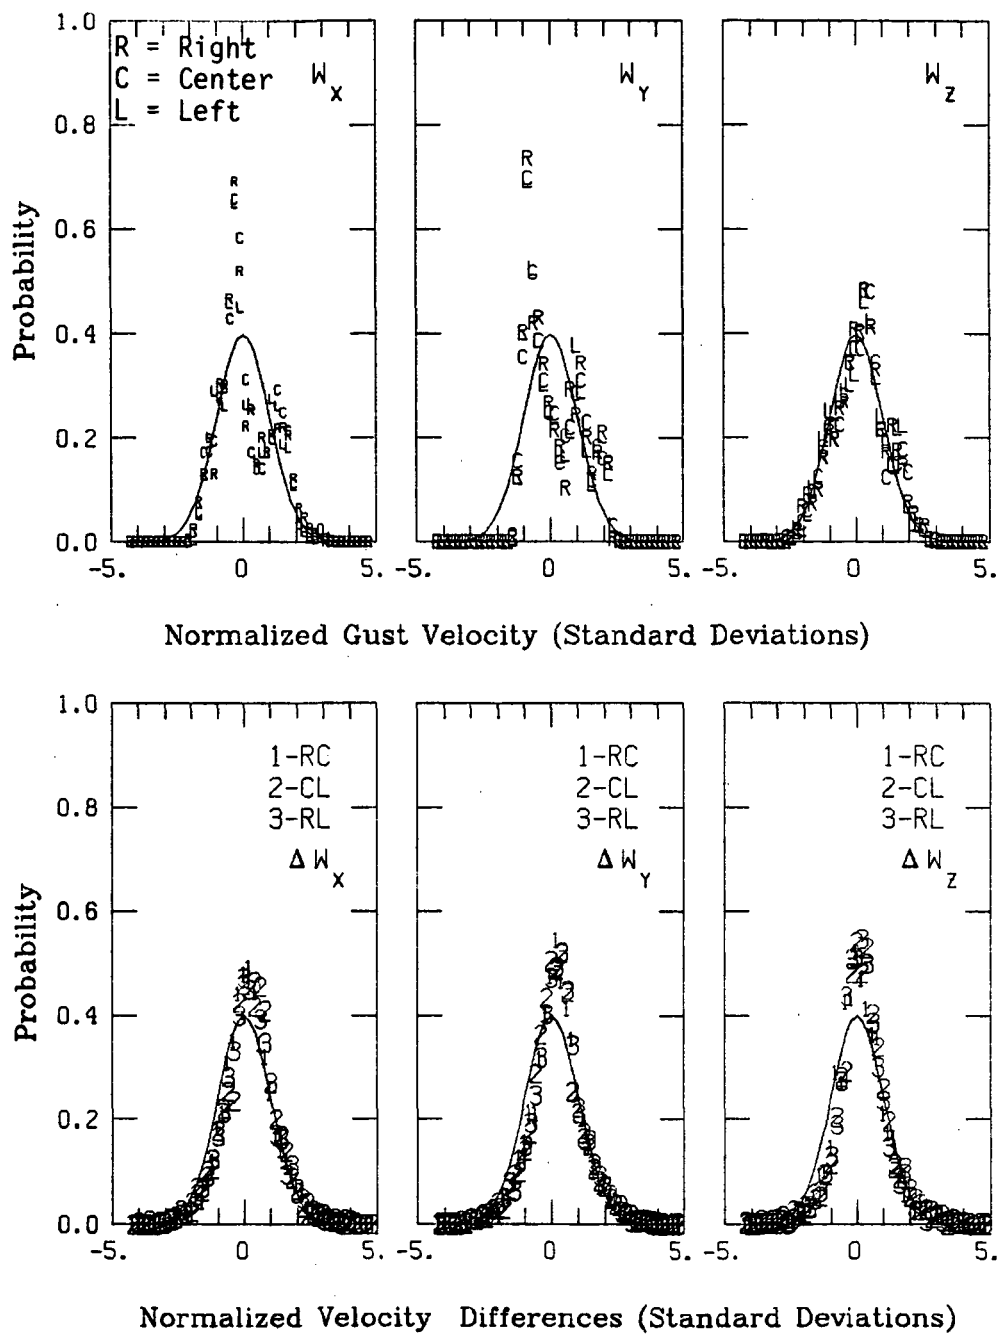 1.0
R = Right
C = Center
L = Left
W X
W Y
W Z
0.8
0.6
0.4
0.2
0.0
Probability
-5. 0 5. -5. 0 5. -5. 0 5.
Normalized Gust Velocity (Standard Deviations)
1.0
1-RC 1-RC 1-RC
2-CL 2-CL 2-CL
3-RL 3-RL 3-RL
Δ W X Δ W Y Δ W Z
0.8
0.6
0.4
0.2
0.0
Probability
-5. 0 5. -5. 0 5. -5. 0 5.
Normalized Velocity Differences (Standard Deviations)